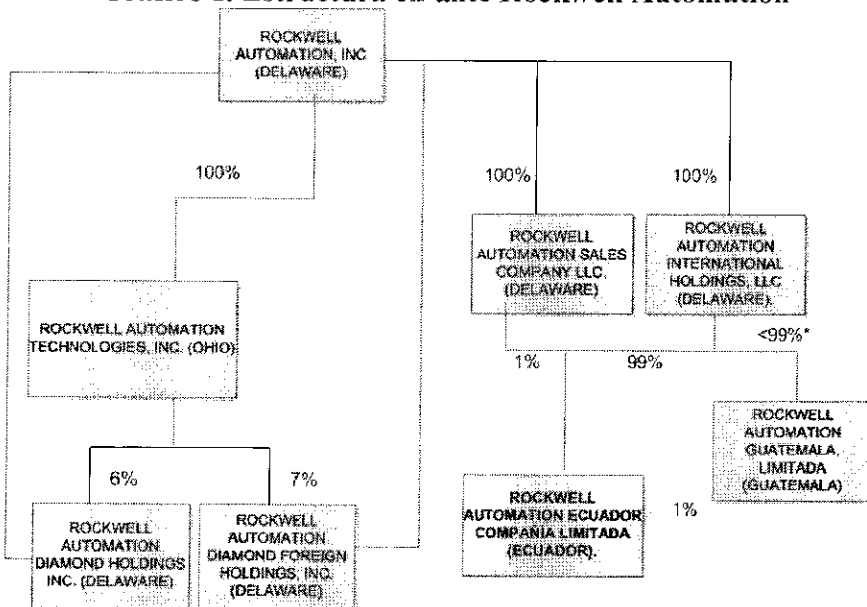 ROCKWELL
AUTOMATION, INC
(DELAWARE)
100%
100%
100%
ROCKWELL
AUTOMATION SALES
COMPANY LLC.
(DELAWARE)
ROCKWELL
AUTOMATION
INTERNATIONAL
HOLDINGS, LLC
(DELAWARE)
ROCKWELL AUTOMATION
TECHNOLOGIES, INC. (OHIO)
<99%*
1%
99%
ROCKWELL
AUTOMATION
GUATEMALA,
LIMITADA
(GUATEMALA)
6%
7%
ROCKWELL
AUTOMATION ECUADOR
COMPAÑIA LIMITADA
(ECUADOR).
1%
ROCKWELL
AUTOMATION
DIAMOND HOLDINGS
INC. (DELAWARE)
ROCKWELL
AUTOMATION
DIAMOND FOREIGN
HOLDINGS, INC.
(DELAWARE)